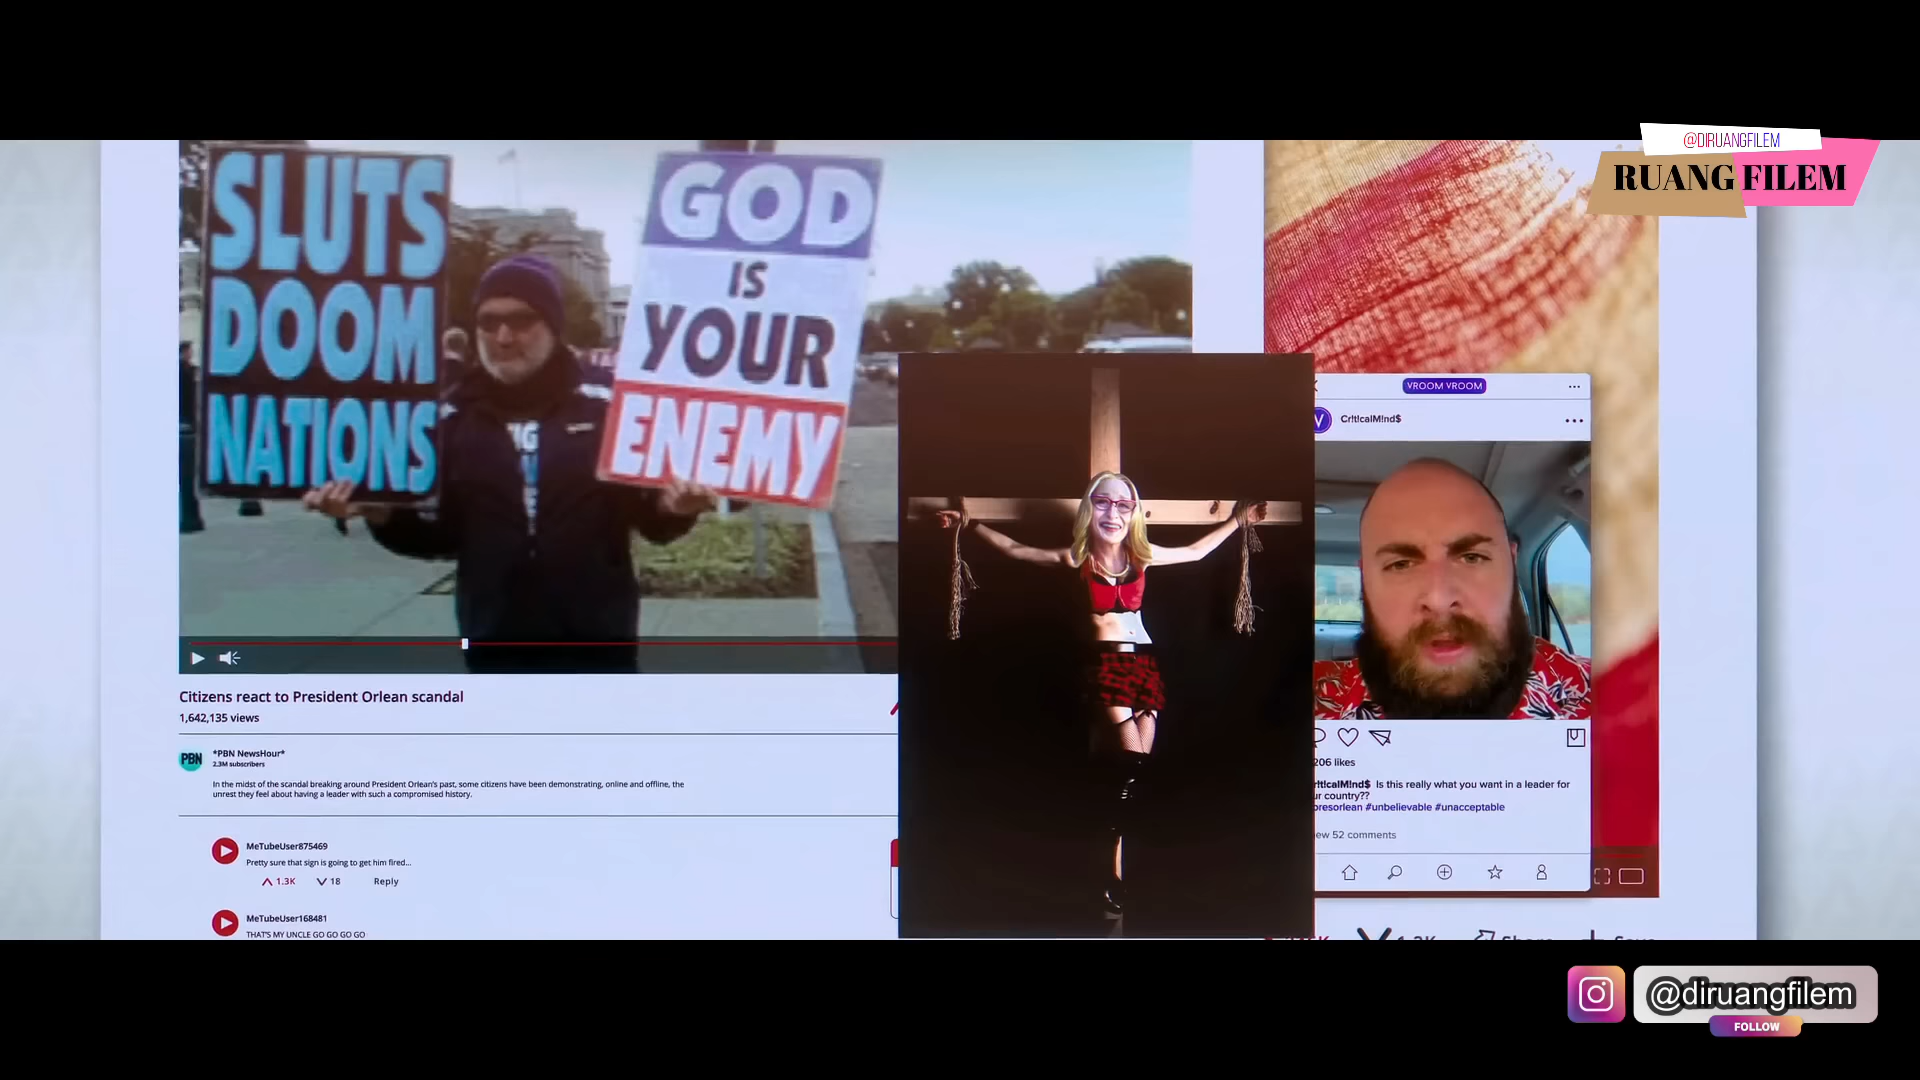 @DIRUANGFILEM
RUANG FILEM
SLUTS
DOOM
NATIONS
GOD
IS
YOUR
ENEMY
VROOM VROOM
Cr!t!calM!nd$
Citizens react to President Orlean scandal
1,642,135 views
PBN
*PBN NewsHour*
2.3M subscribers
In the midst of the scandal breaking around President Orlean's past, some citizens have been demonstrating, online and offline, the
unrest they feel about having a leader with such a compromised history.
MeTubeUser875469
Pretty sure that sign is going to get him fired...
1.3K 18 Reply
MeTubeUser168481
THAT'S MY UNCLE GO GO GO GO
206 likes
r!t!calM!nd$ Is this really what you want in a leader for
ur country??
presorlean #unbelievable #unacceptable
ew 52 comments
@diruangfilem
FOLLOW